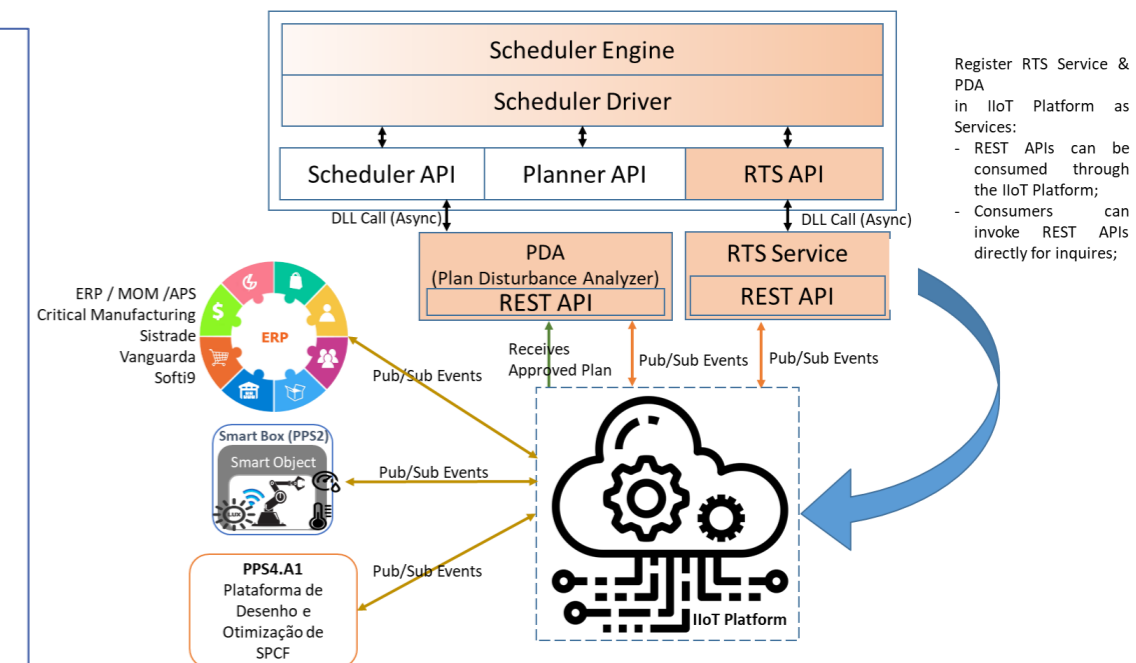 Scheduler Engine
Scheduler Driver
Scheduler API
Planner API
RTS API
DLL Call (Async)
DLL Call (Async)
PDA
(Plan Disturbance Analyzer)
REST API
RTS Service
REST API
Register RTS Service &
PDA
in IIoT Platform as
Services:
- REST APIs can be
consumed through
the IIoT Platform;
- Consumers can
invoke REST APIs
directly for inquires;
ERP / MOM /APS
Critical Manufacturing
Sistrade
Vanguarda
Softi9
$
ERP
Receives
Approved Plan
Pub/Sub Events
Pub/Sub Events
Pub/Sub Events
Smart Box (PPS2)
Smart Object
LUX
Pub/Sub Events
PPS4.A1
Plataforma de
Desenho e
Otimização de
SPCF
Pub/Sub Events
IIoT Platform